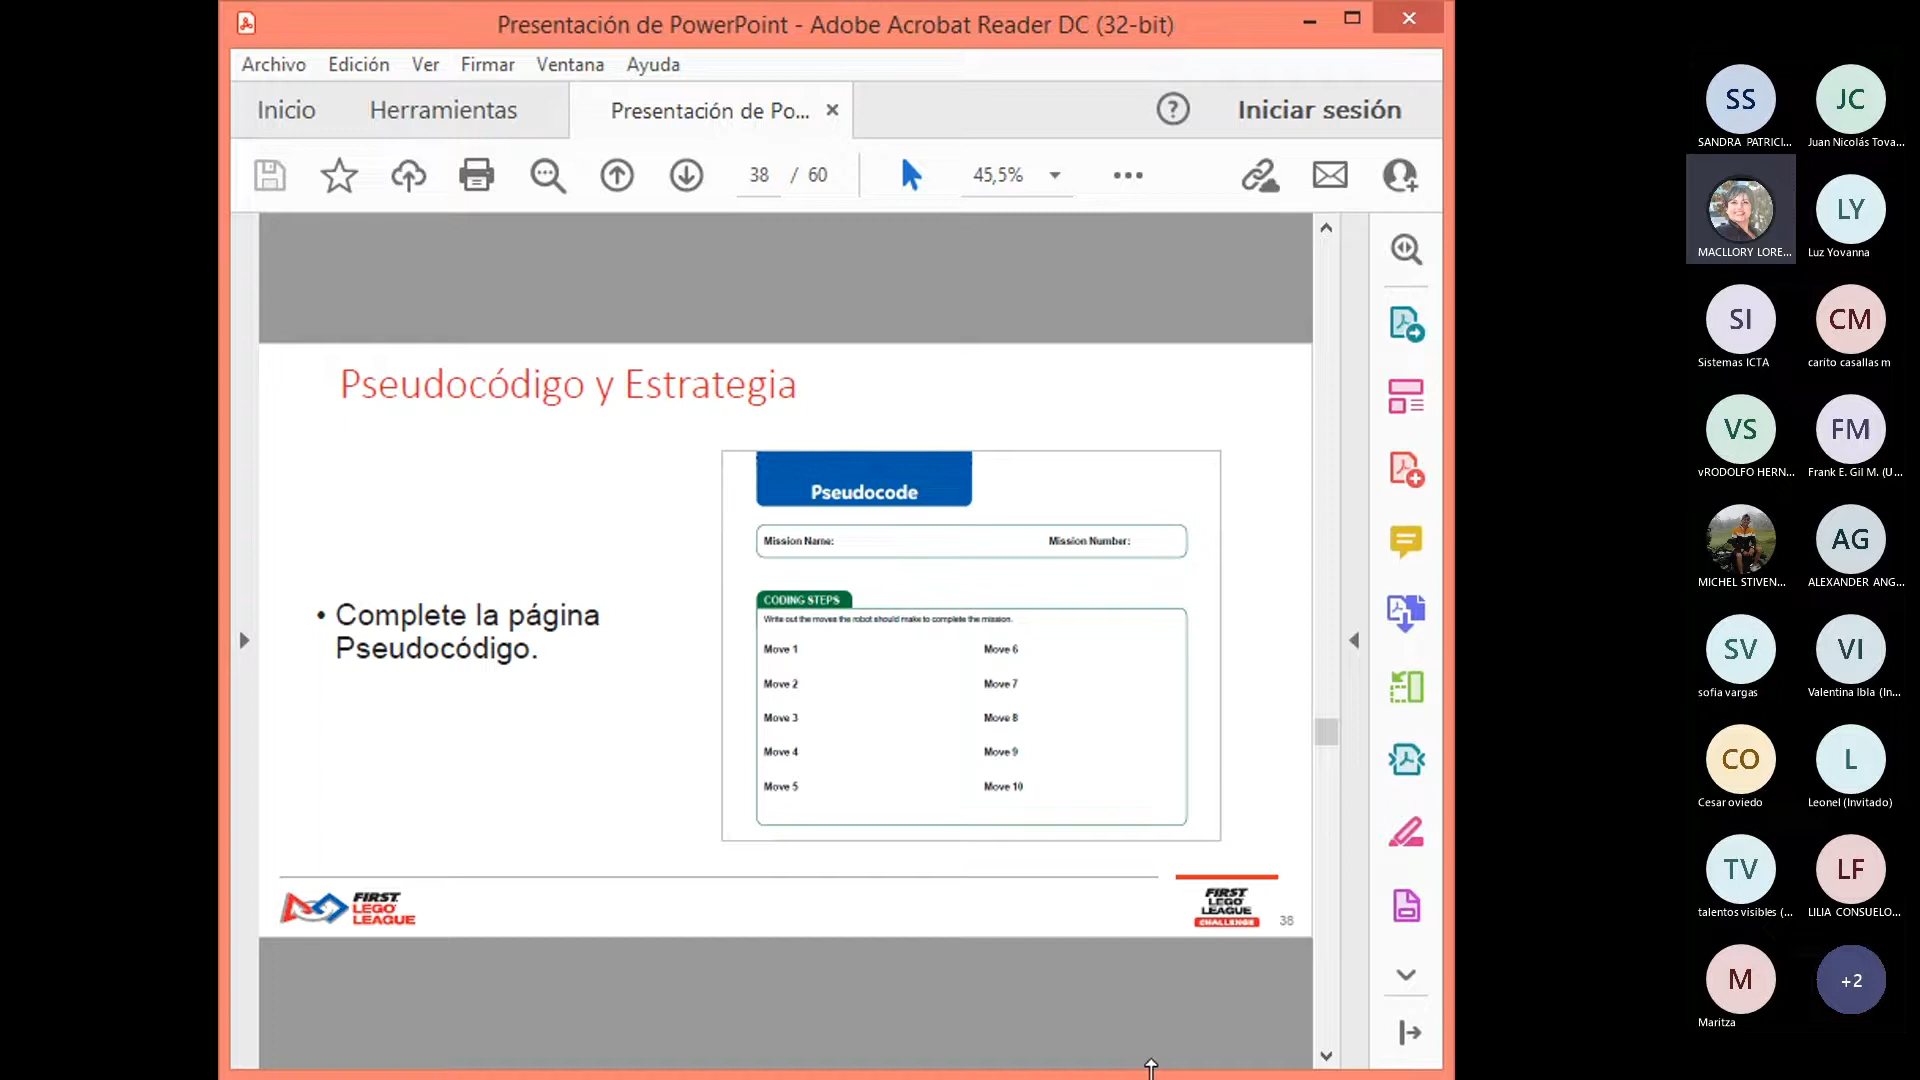 Presentación de PowerPoint - Adobe Acrobat Reader DC (32-bit)
Archivo Edición Ver Firmar Ventana Ayuda
Inicio Herramientas Presentación de Po... Iniciar sesión
38 / 60 45,5%
Pseudocódigo y Estrategia
• Complete la página
Pseudocódigo.
Pseudocode
Mission Name: Mission Number:
CODING STEPS
Write out the moves the robot should make to complete the mission.
Move 1 Move 6
Move 2 Move 7
Move 3 Move 8
Move 4 Move 9
Move 5 Move 10
FIRST
LEGO
LEAGUE
FIRST
LEGO
LEAGUE
CHALLENGE
38
SS JC
SANDRA PATRICI... Juan Nicolás Tova...
LY
MACLLORY LORE... Luz Yovanna
SI CM
Sistemas ICTA carito casallas m
VS FM
vRODOLFO HERN... Frank E. Gil M. (U...
AG
MICHEL STIVEN... ALEXANDER ANG...
SV VI
sofia vargas Valentina Ibla (In...
CO L
Cesar oviedo Leonel (Invitado)
TV LF
talentos visibles (... LILIA CONSUELO...
M +2
Maritza